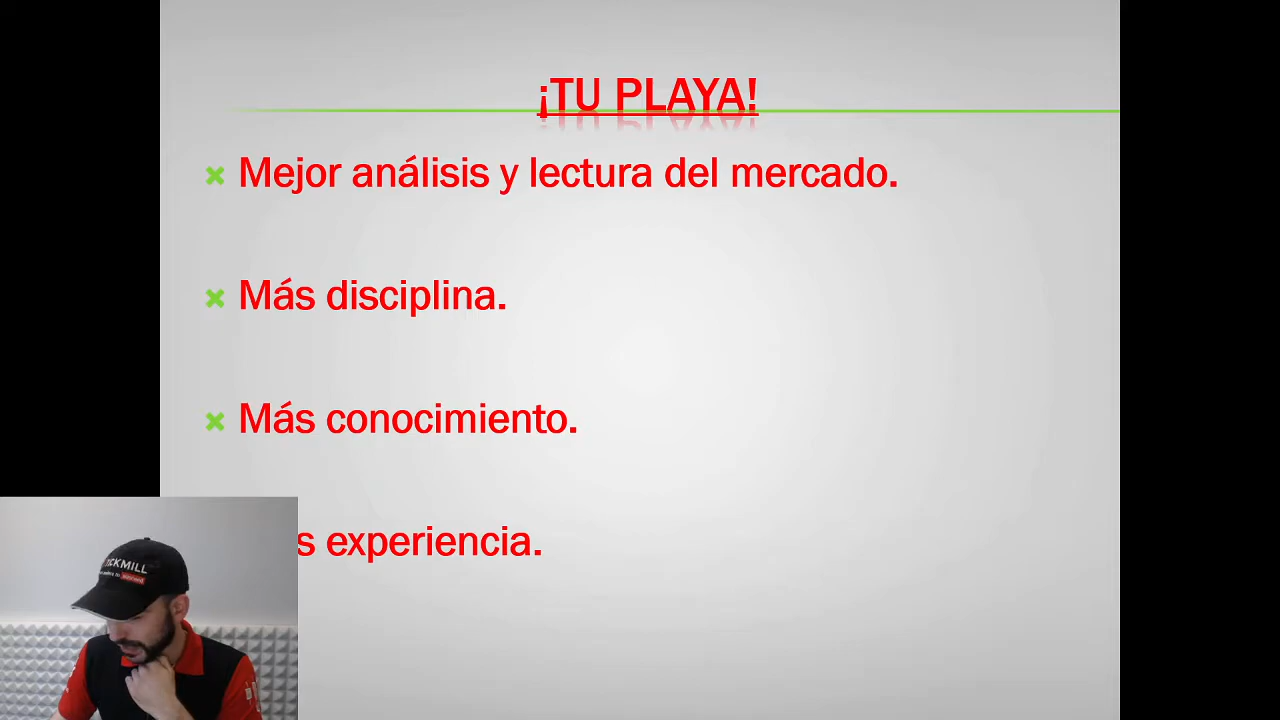 ¡TU PLAYA!
Mejor análisis y lectura del mercado.
Más disciplina.
Más conocimiento.
experiencia.